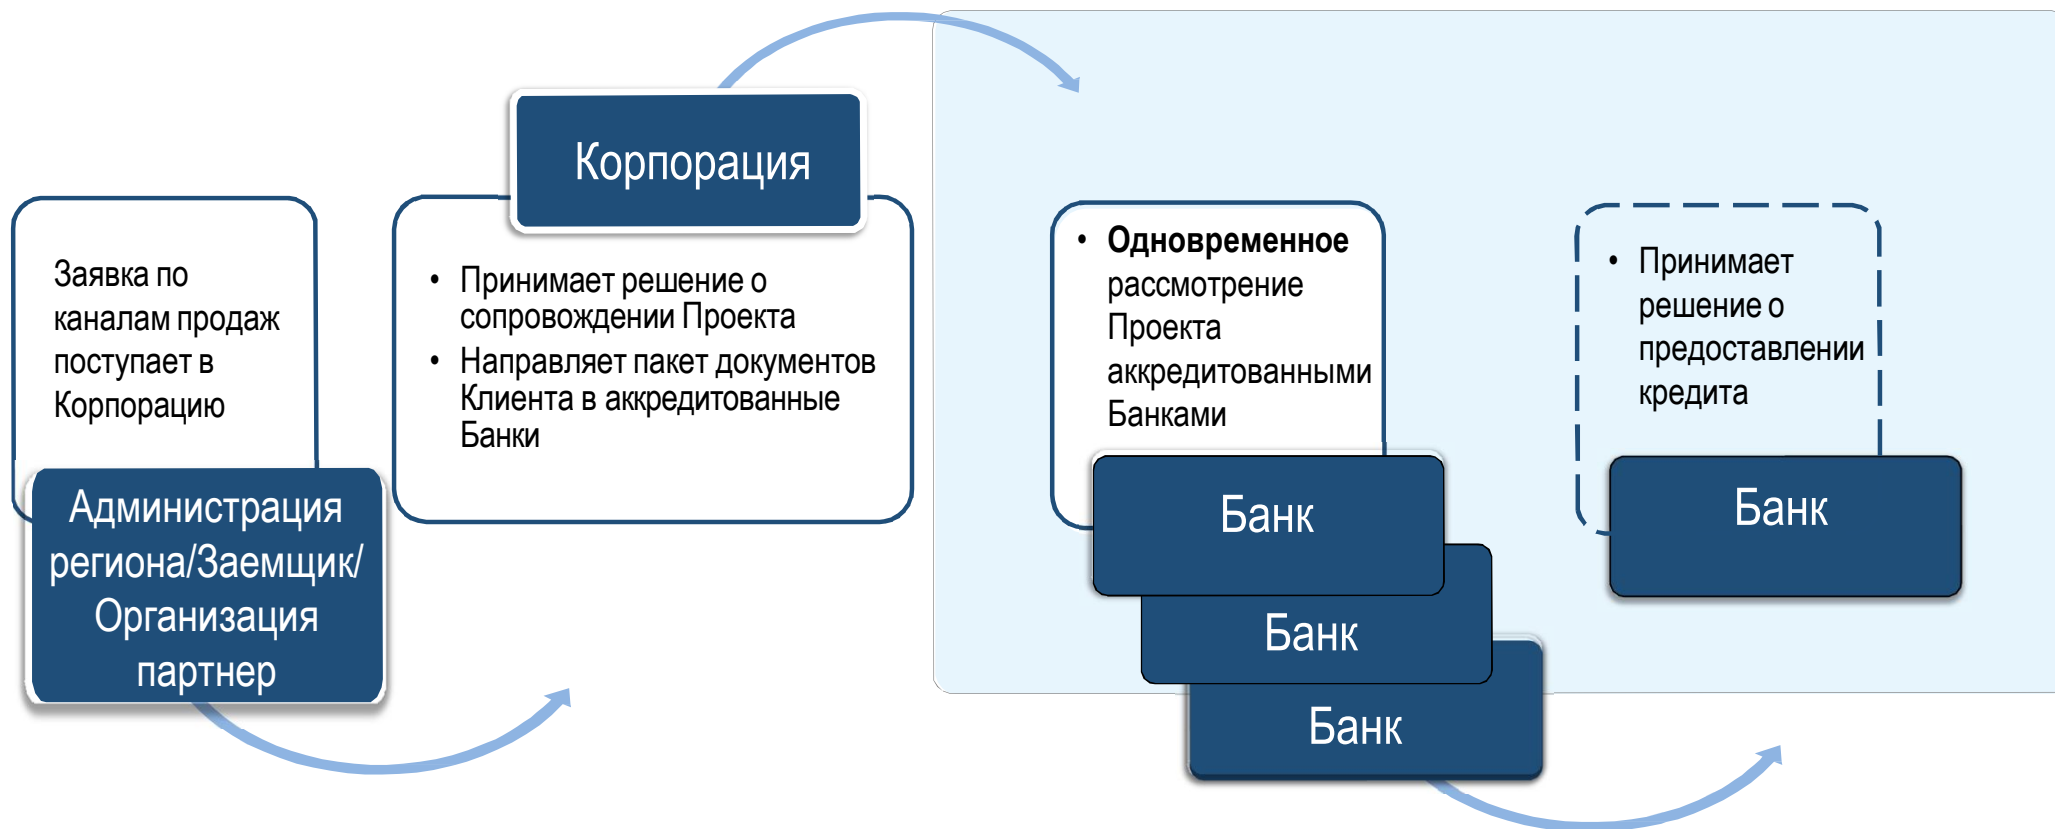 Заявка по
каналам продаж
поступает в
Корпорацию
Администрация
региона/Заемщик/
Организация
партнер
Корпорация
• Принимает решение о
сопровождении Проекта
• Направляет пакет документов
Клиента в аккредитованные
Банки
• Одновременное
рассмотрение
Проекта
аккредитованными
Банками
Банк
Банк
Банк
• Принимает
решение о
предоставлении
кредита
Банк